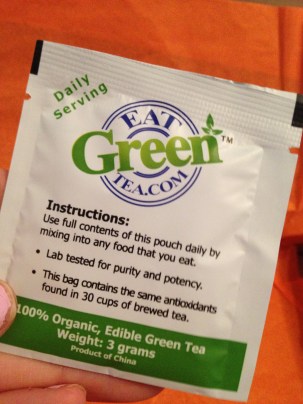 Daily
Serving
EAT
Green™
TEA.COM
Instructions:
Use full contents of this pouch daily by
mixing into any food that you eat.
• Lab tested for purity and potency.
• This bag contains the same antioxidants
found in 30 cups of brewed tea.
100% Organic, Edible Green Tea
Weight: 3 grams
Product of China